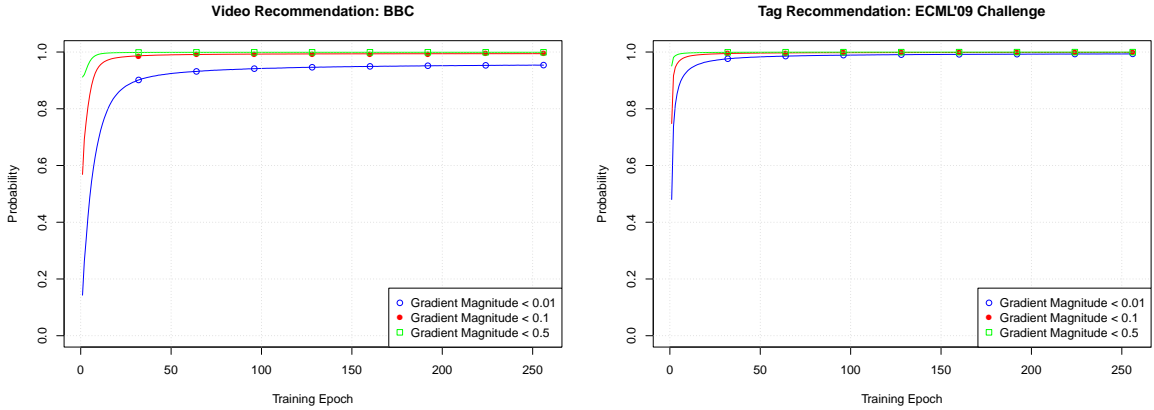 Video Recommendation: BBC
Probability
1.0
0.8
0.6
0.4
0.2
0.0
Gradient Magnitude < 0.01
Gradient Magnitude < 0.1
Gradient Magnitude < 0.5
0 50 100 150 200 250
Training Epoch
Tag Recommendation: ECML'09 Challenge
Probability
1.0
0.8
0.6
0.4
0.2
0.0
Gradient Magnitude < 0.01
Gradient Magnitude < 0.1
Gradient Magnitude < 0.5
0 50 100 150 200 250
Training Epoch